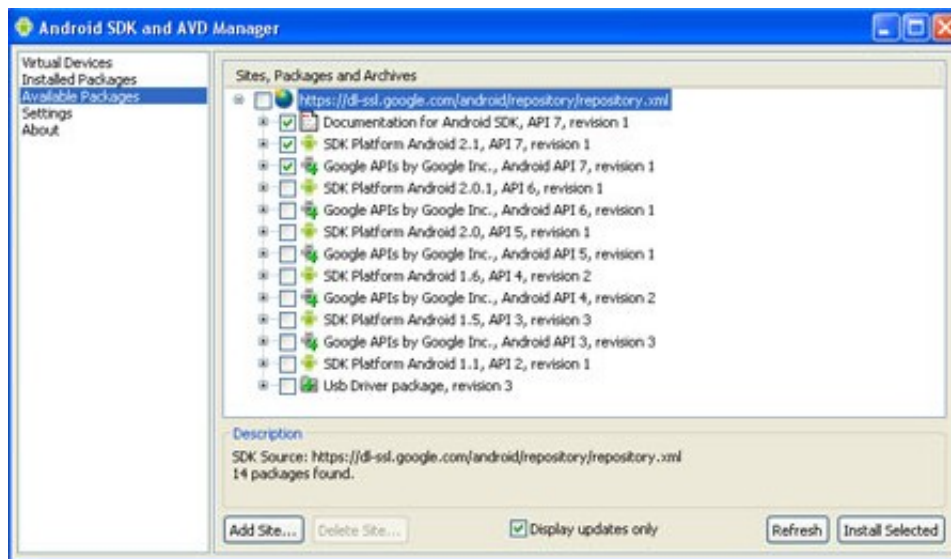 Android SDK and AVD Manager
Virtual Devices
Installed Packages
Available Packages
Settings
About
Sites, Packages and Archives
https://dl-ssl.google.com/android/repository/repository.xml
Documentation for Android SDK, API 7, revision 1
SDK Platform Android 2.1, API 7, revision 1
Google APIs by Google Inc., Android API 7, revision 1
SDK Platform Android 2.0.1, API 6, revision 1
Google APIs by Google Inc., Android API 6, revision 1
SDK Platform Android 2.0, API 5, revision 1
Google APIs by Google Inc., Android API 5, revision 1
SDK Platform Android 1.6, API 4, revision 2
Google APIs by Google Inc., Android API 4, revision 2
SDK Platform Android 1.5, API 3, revision 3
Google APIs by Google Inc., Android API 3, revision 3
SDK Platform Android 1.1, API 2, revision 1
Usb Driver package, revision 3
Description
SDK Source: https://dl-ssl.google.com/android/repository/repository.xml
14 packages found.
Add Site... Delete Site... Display updates only Refresh Install Selected